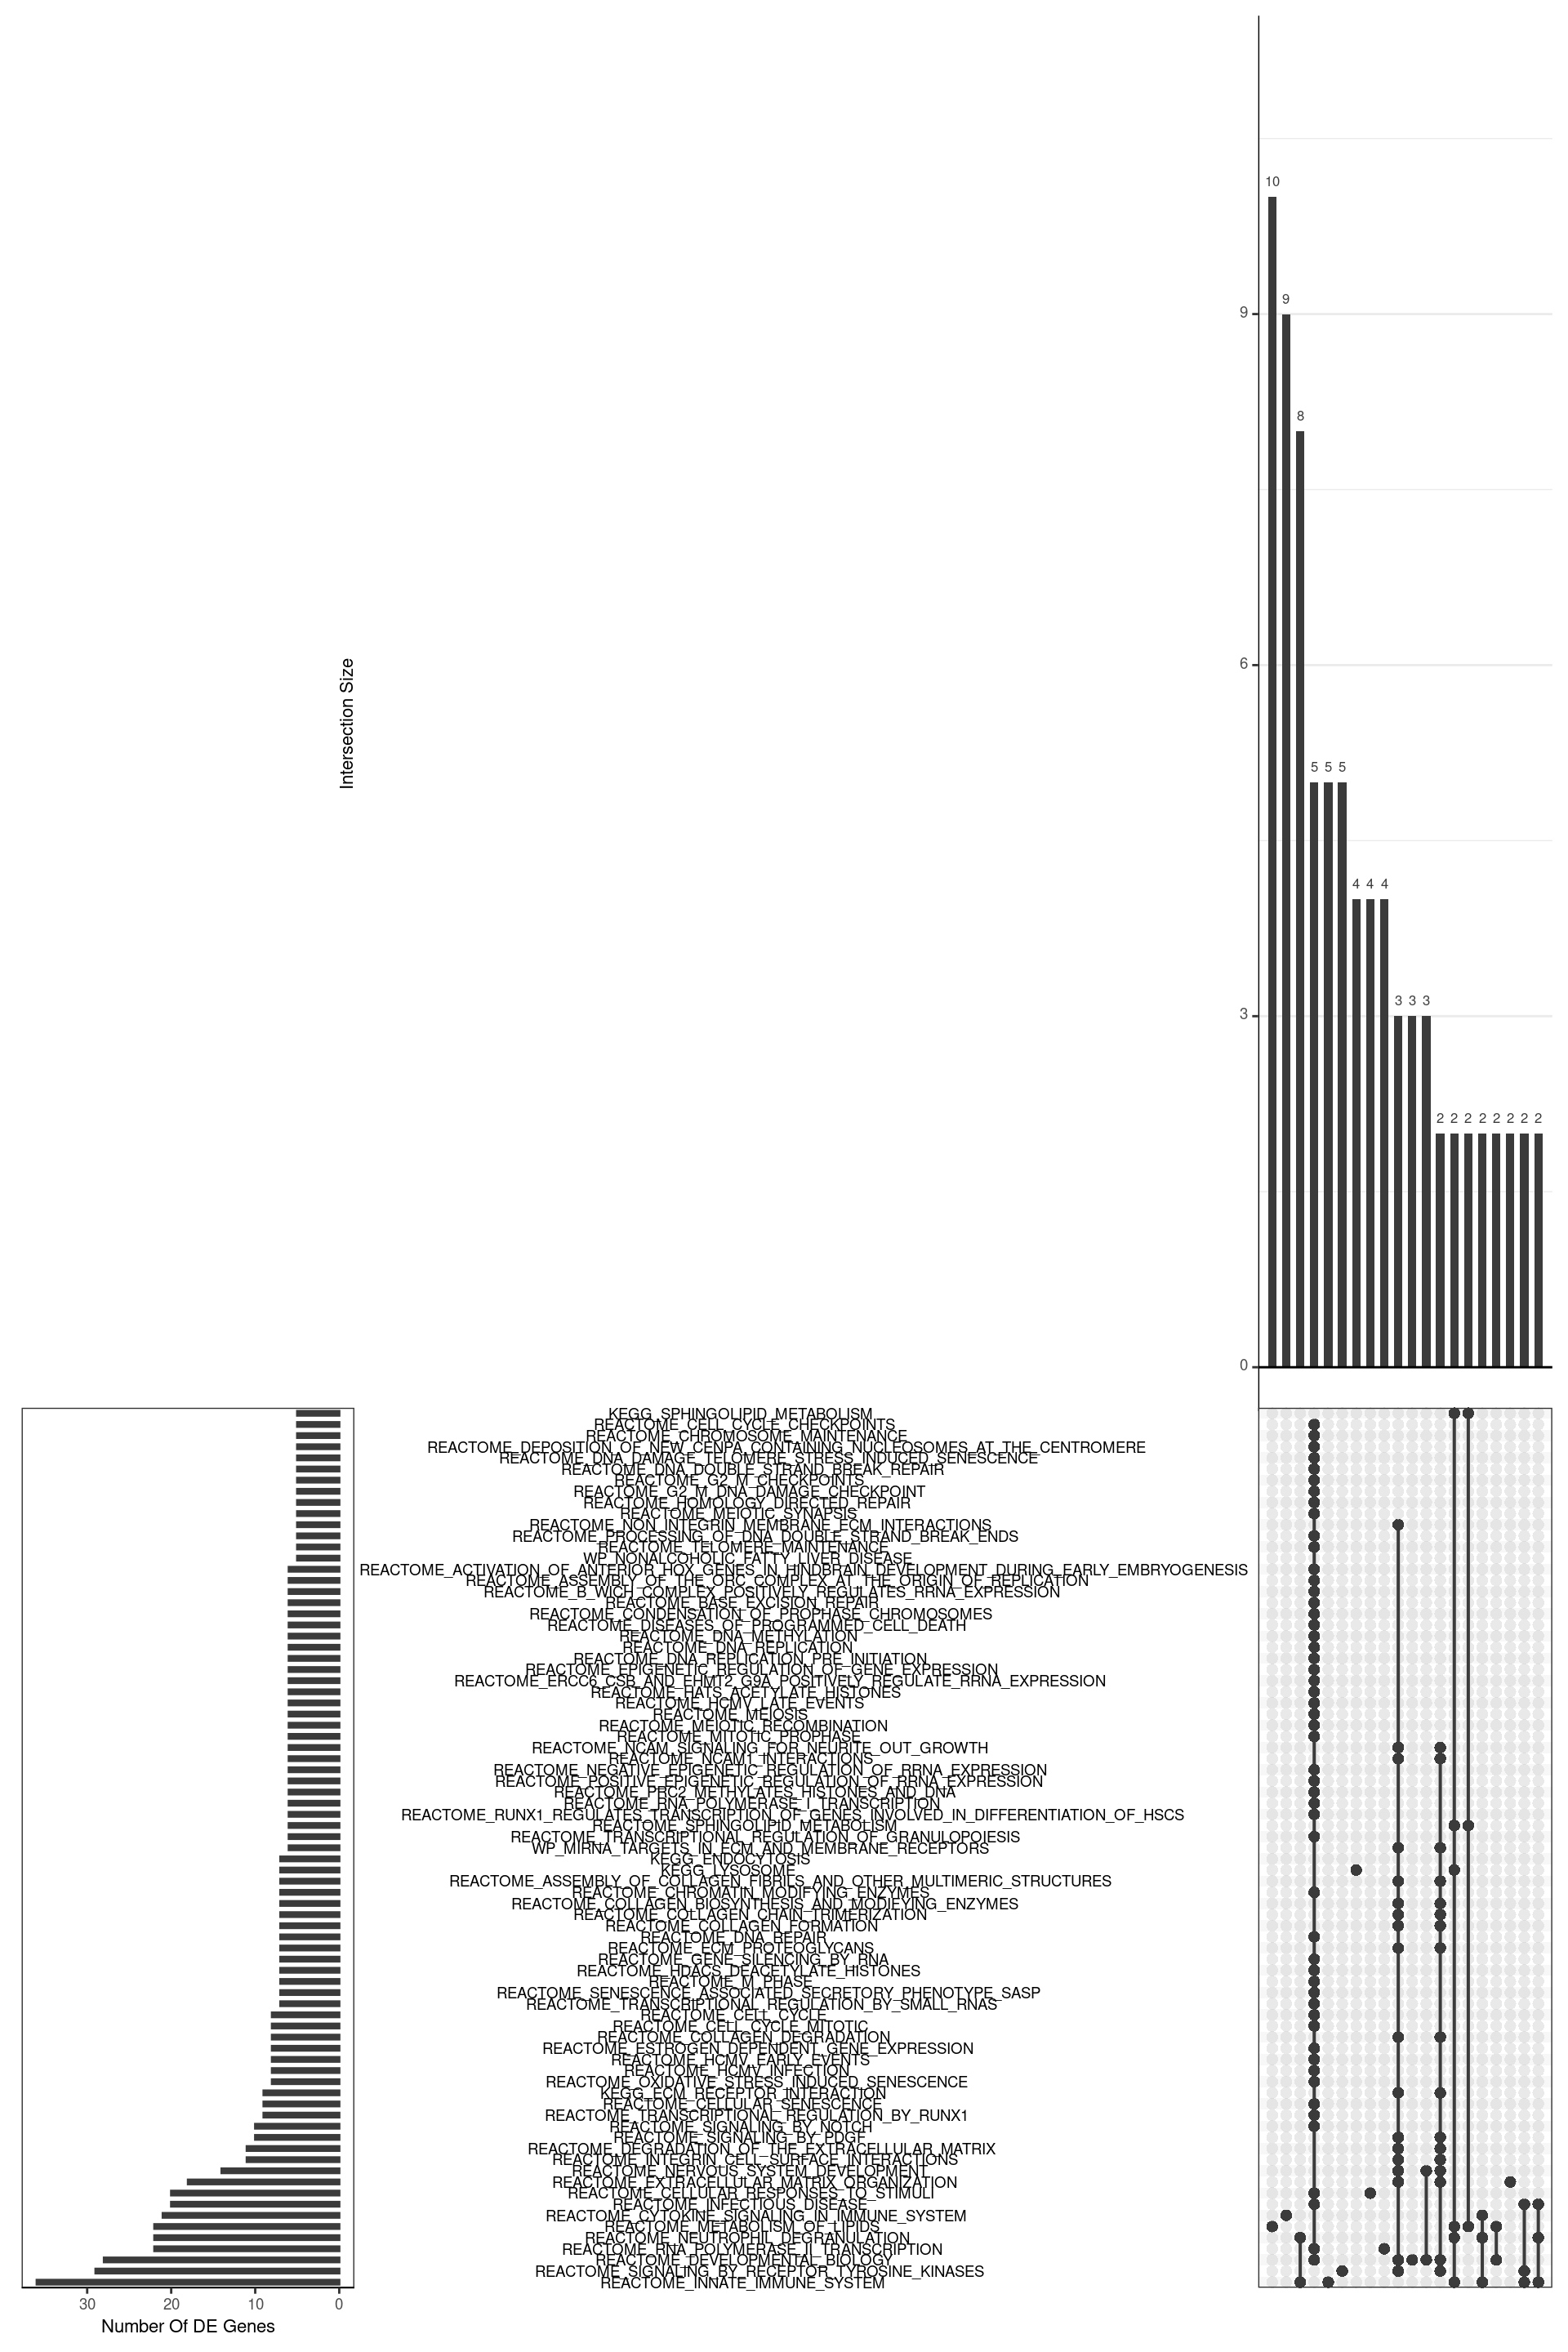 10
9
9
8
Intersection Size
6
5 5 5
4 4 4
3 3 3
3
2 2 2 2 2 2 2 2
0
KEGG_SPHINGOLIPID_METABOLISM
REACTOME_CELL_CYCLE_CHECKPOINTS
REACTOME_CHROMOSOME_MAINTENANCE
REACTOME_DEPOSITION_OF_NEW_CENPA_CONTAINING_NUCLEOSOMES_AT_THE_CENTROMERE
REACTOME_DNA_DAMAGE_TELOMERE_STRESS_INDUCED_SENESCENCE
REACTOME_DNA_DOUBLE_STRAND_BREAK_REPAIR
REACTOME_G2_M_CHECKPOINTS
REACTOME_G2_M_DNA_DAMAGE_CHECKPOINT
REACTOME_HOMOLOGY_DIRECTED_REPAIR
REACTOME_MEIOTIC_SYNAPSIS
REACTOME_NON_INTEGRIN_MEMBRANE_ECM_INTERACTIONS
REACTOME_PROCESSING_OF_DNA_DOUBLE_STRAND_BREAK_ENDS
REACTOME_TELOMERE_MAINTENANCE
WP_NONALCOHOLIC_FATTY_LIVER_DISEASE
REACTOME_ACTIVATION_OF_ANTERIOR_HOX_GENES_IN_HINDBRAIN_DEVELOPMENT_DURING_EARLY_EMBRYOGENESIS
REACTOME_ASSEMBLY_OF_THE_ORC_COMPLEX_AT_THE_ORIGIN_OF_REPLICATION
REACTOME_B_WICH_COMPLEX_POSITIVELY_REGULATES_RRNA_EXPRESSION
REACTOME_BASE_EXCISION_REPAIR
REACTOME_CONDENSATION_OF_PROPHASE_CHROMOSOMES
REACTOME_DISEASES_OF_PROGRAMMED_CELL_DEATH
REACTOME_DNA_METHYLATION
REACTOME_DNA_REPLICATION
REACTOME_DNA_REPLICATION_PRE_INITIATION
REACTOME_EPIGENETIC_REGULATION_OF_GENE_EXPRESSION
REACTOME_ERCC6_CSB_AND_EHMT2_G9A_POSITIVELY_REGULATE_RRNA_EXPRESSION
REACTOME_HATS_ACETYLATE_HISTONES
REACTOME_HCMV_LATE_EVENTS
REACTOME_MEIOSIS
REACTOME_MEIOTIC_RECOMBINATION
REACTOME_MITOTIC_PROPHASE
REACTOME_NCAM_SIGNALING_FOR_NEURITE_OUT_GROWTH
REACTOME_NCAM1_INTERACTIONS
REACTOME_NEGATIVE_EPIGENETIC_REGULATION_OF_RRNA_EXPRESSION
REACTOME_POSITIVE_EPIGENETIC_REGULATION_OF_RRNA_EXPRESSION
REACTOME_PRC2_METHYLATES_HISTONES_AND_DNA
REACTOME_RNA_POLYMERASE_I_TRANSCRIPTION
REACTOME_RUNX1_REGULATES_TRANSCRIPTION_OF_GENES_INVOLVED_IN_DIFFERENTIATION_OF_HSCS
REACTOME_SPHINGOLIPID_METABOLISM
REACTOME_TRANSCRIPTIONAL_REGULATION_OF_GRANULOPOIESIS
WP_MIRNA_TARGETS_IN_ECM_AND_MEMBRANE_RECEPTORS
KEGG_ENDOCYTOSIS
KEGG_LYSOSOME
REACTOME_ASSEMBLY_OF_COLLAGEN_FIBRILS_AND_OTHER_MULTIMERIC_STRUCTURES
REACTOME_CHROMATIN_MODIFYING_ENZYMES
REACTOME_COLLAGEN_BIOSYNTHESIS_AND_MODIFYING_ENZYMES
REACTOME_COLLAGEN_CHAIN_TRIMERIZATION
REACTOME_COLLAGEN_FORMATION
REACTOME_DNA_REPAIR
REACTOME_ECM_PROTEOGLYCANS
REACTOME_GENE_SILENCING_BY_RNA
REACTOME_HDACS_DEACETYLATE_HISTONES
REACTOME_M_PHASE
REACTOME_SENESCENCE_ASSOCIATED_SECRETORY_PHENOTYPE_SASP
REACTOME_TRANSCRIPTIONAL_REGULATION_BY_SMALL_RNAS
REACTOME_CELL_CYCLE
REACTOME_CELL_CYCLE_MITOTIC
REACTOME_COLLAGEN_DEGRADATION
REACTOME_ESTROGEN_DEPENDENT_GENE_EXPRESSION
REACTOME_HCMV_EARLY_EVENTS
REACTOME_HCMV_INFECTION
REACTOME_OXIDATIVE_STRESS_INDUCED_SENESCENCE
KEGG_ECM_RECEPTOR_INTERACTION
REACTOME_CELLULAR_SENESCENCE
REACTOME_TRANSCRIPTIONAL_REGULATION_BY_RUNX1
REACTOME_SIGNALING_BY_NOTCH
REACTOME_SIGNALING_BY_PDGF
REACTOME_DEGRADATION_OF_THE_EXTRACELLULAR_MATRIX
REACTOME_INTEGRIN_CELL_SURFACE_INTERACTIONS
REACTOME_NERVOUS_SYSTEM_DEVELOPMENT
REACTOME_EXTRACELLULAR_MATRIX_ORGANIZATION
REACTOME_CELLULAR_RESPONSES_TO_STIMULI
REACTOME_INFECTIOUS_DISEASE
REACTOME_CYTOKINE_SIGNALING_IN_IMMUNE_SYSTEM
REACTOME_METABOLISM_OF_LIPIDS
REACTOME_NEUTROPHIL_DEGRANULATION
REACTOME_RNA_POLYMERASE_II_TRANSCRIPTION
REACTOME_DEVELOPMENTAL_BIOLOGY
REACTOME_SIGNALING_BY_RECEPTOR_TYROSINE_KINASES
REACTOME_INNATE_IMMUNE_SYSTEM
30 20 10 0
Number Of DE Genes